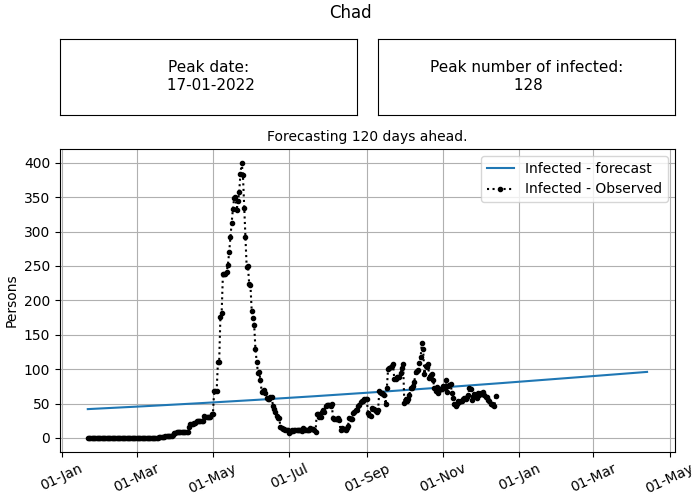 Chad
Peak date:
17-01-2022
Peak number of infected:
128
Forecasting 120 days ahead.
Infected - forecast
Infected - Observed
Persons
400
350
300
250
200
150
100
50
0
01-Jan
01-Mar
01-May
01-Jul
01-Sep
01-Nov
01-Jan
01-Mar
01-May